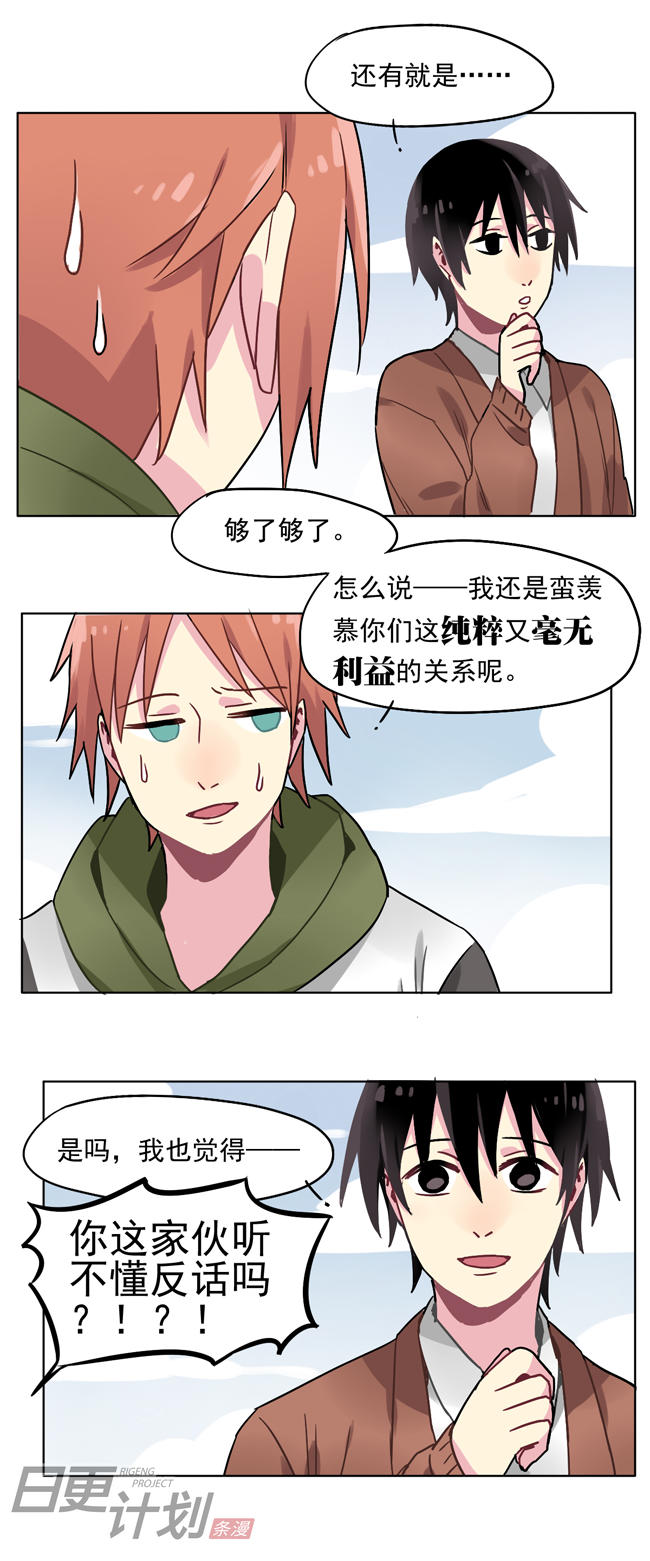 还有就是……
够了够了。
怎么说——我还是蛮羡
慕你们这纯粹又毫无
利益的关系呢。
是吗，我也觉得——
你这家伙听
不懂反话吗
？！？！
日更
计划
RIGENG
PROJECT
条漫